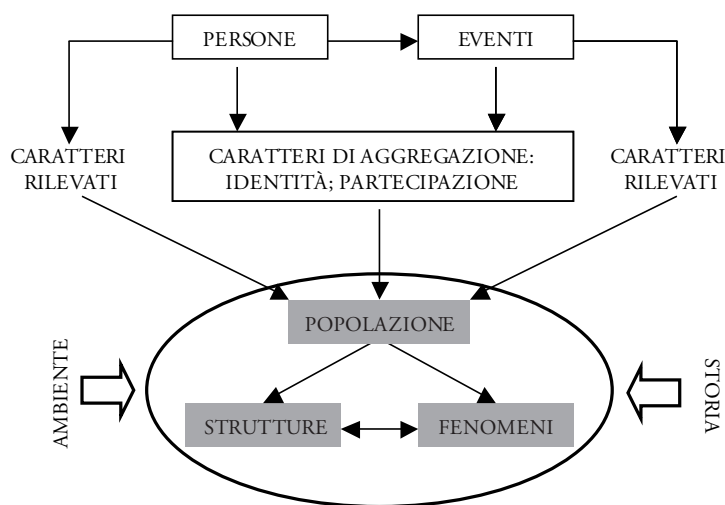 PERSONE
EVENTI
CARATTERI
RILEVATI
CARATTERI DI AGGREGAZIONE:
IDENTITÀ; PARTECIPAZIONE
CARATTERI
RILEVATI
POPOLAZIONE
AMBIENTE
STORIA
STRUTTURE
FENOMENI